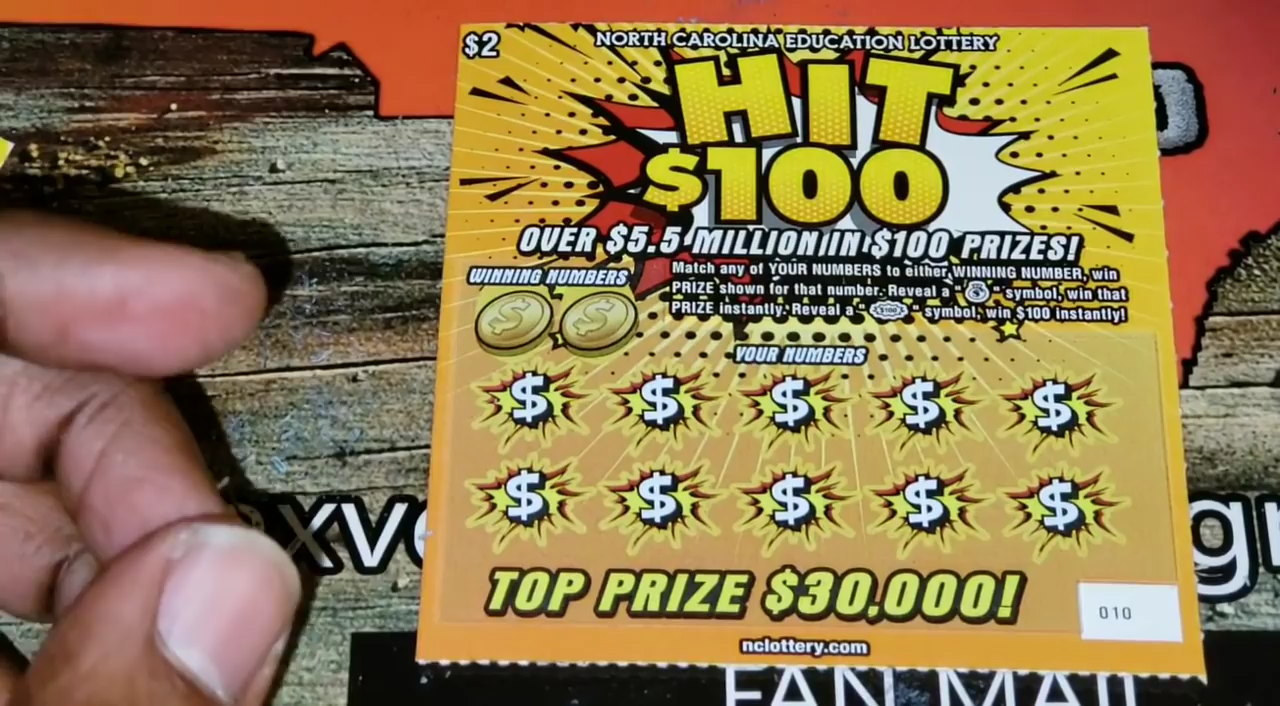 $2
NORTH CAROLINA EDUCATION LOTTERY
HIT
$100
OVER $5.5 MILLION IN $100 PRIZES!
WINNING NUMBERS
Match any of YOUR NUMBERS to either WINNING NUMBER, win
PRIZE shown for that number. Reveal a " " symbol, win that
PRIZE instantly. Reveal a " $100 " symbol, win $100 instantly!
$ $
YOUR NUMBERS
$ $ $ $ $
$ $ $ $ $
TOP PRIZE $30,000!
010
nclottery.com
FAN MAIL